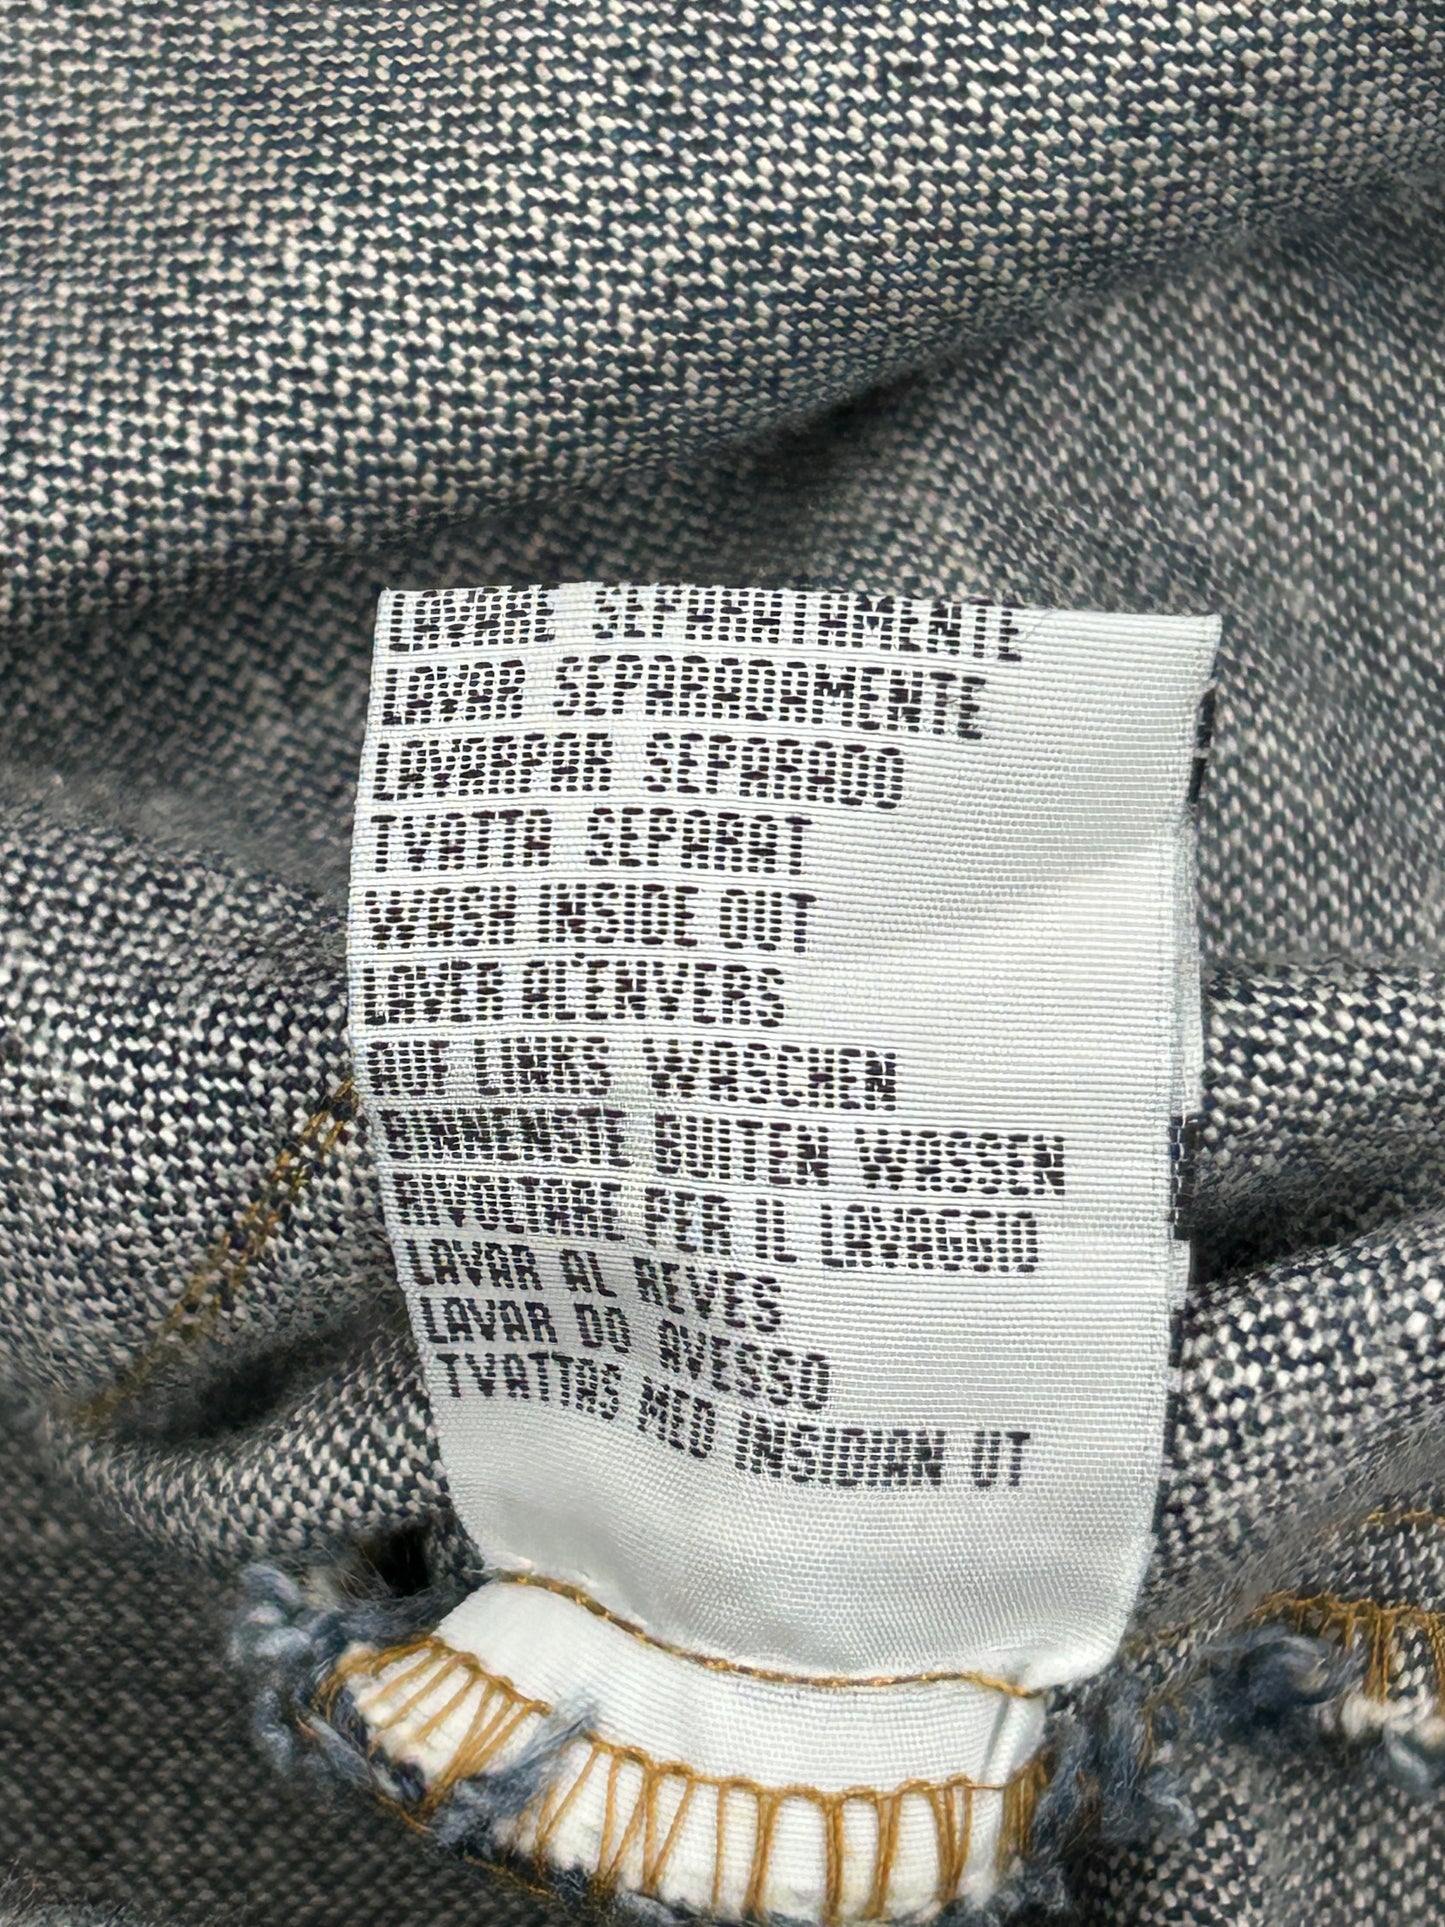 LAVARE SEPARATAMENTE
LAVAR SEPARADAMENTE
LAVARPAR SEPARADO
TVATTA SEPARAT
WASH INSIDE OUT
LAVER AL'ENVERS
AUF LINKS WASCHEN
BINNENSTE BUITEN WASSEN
RIVOLTARE PER IL LAVAGGIO
LAVAR AL REVES
LAVAR DO AVESSO
TVATTAS MED INSIDAN UT